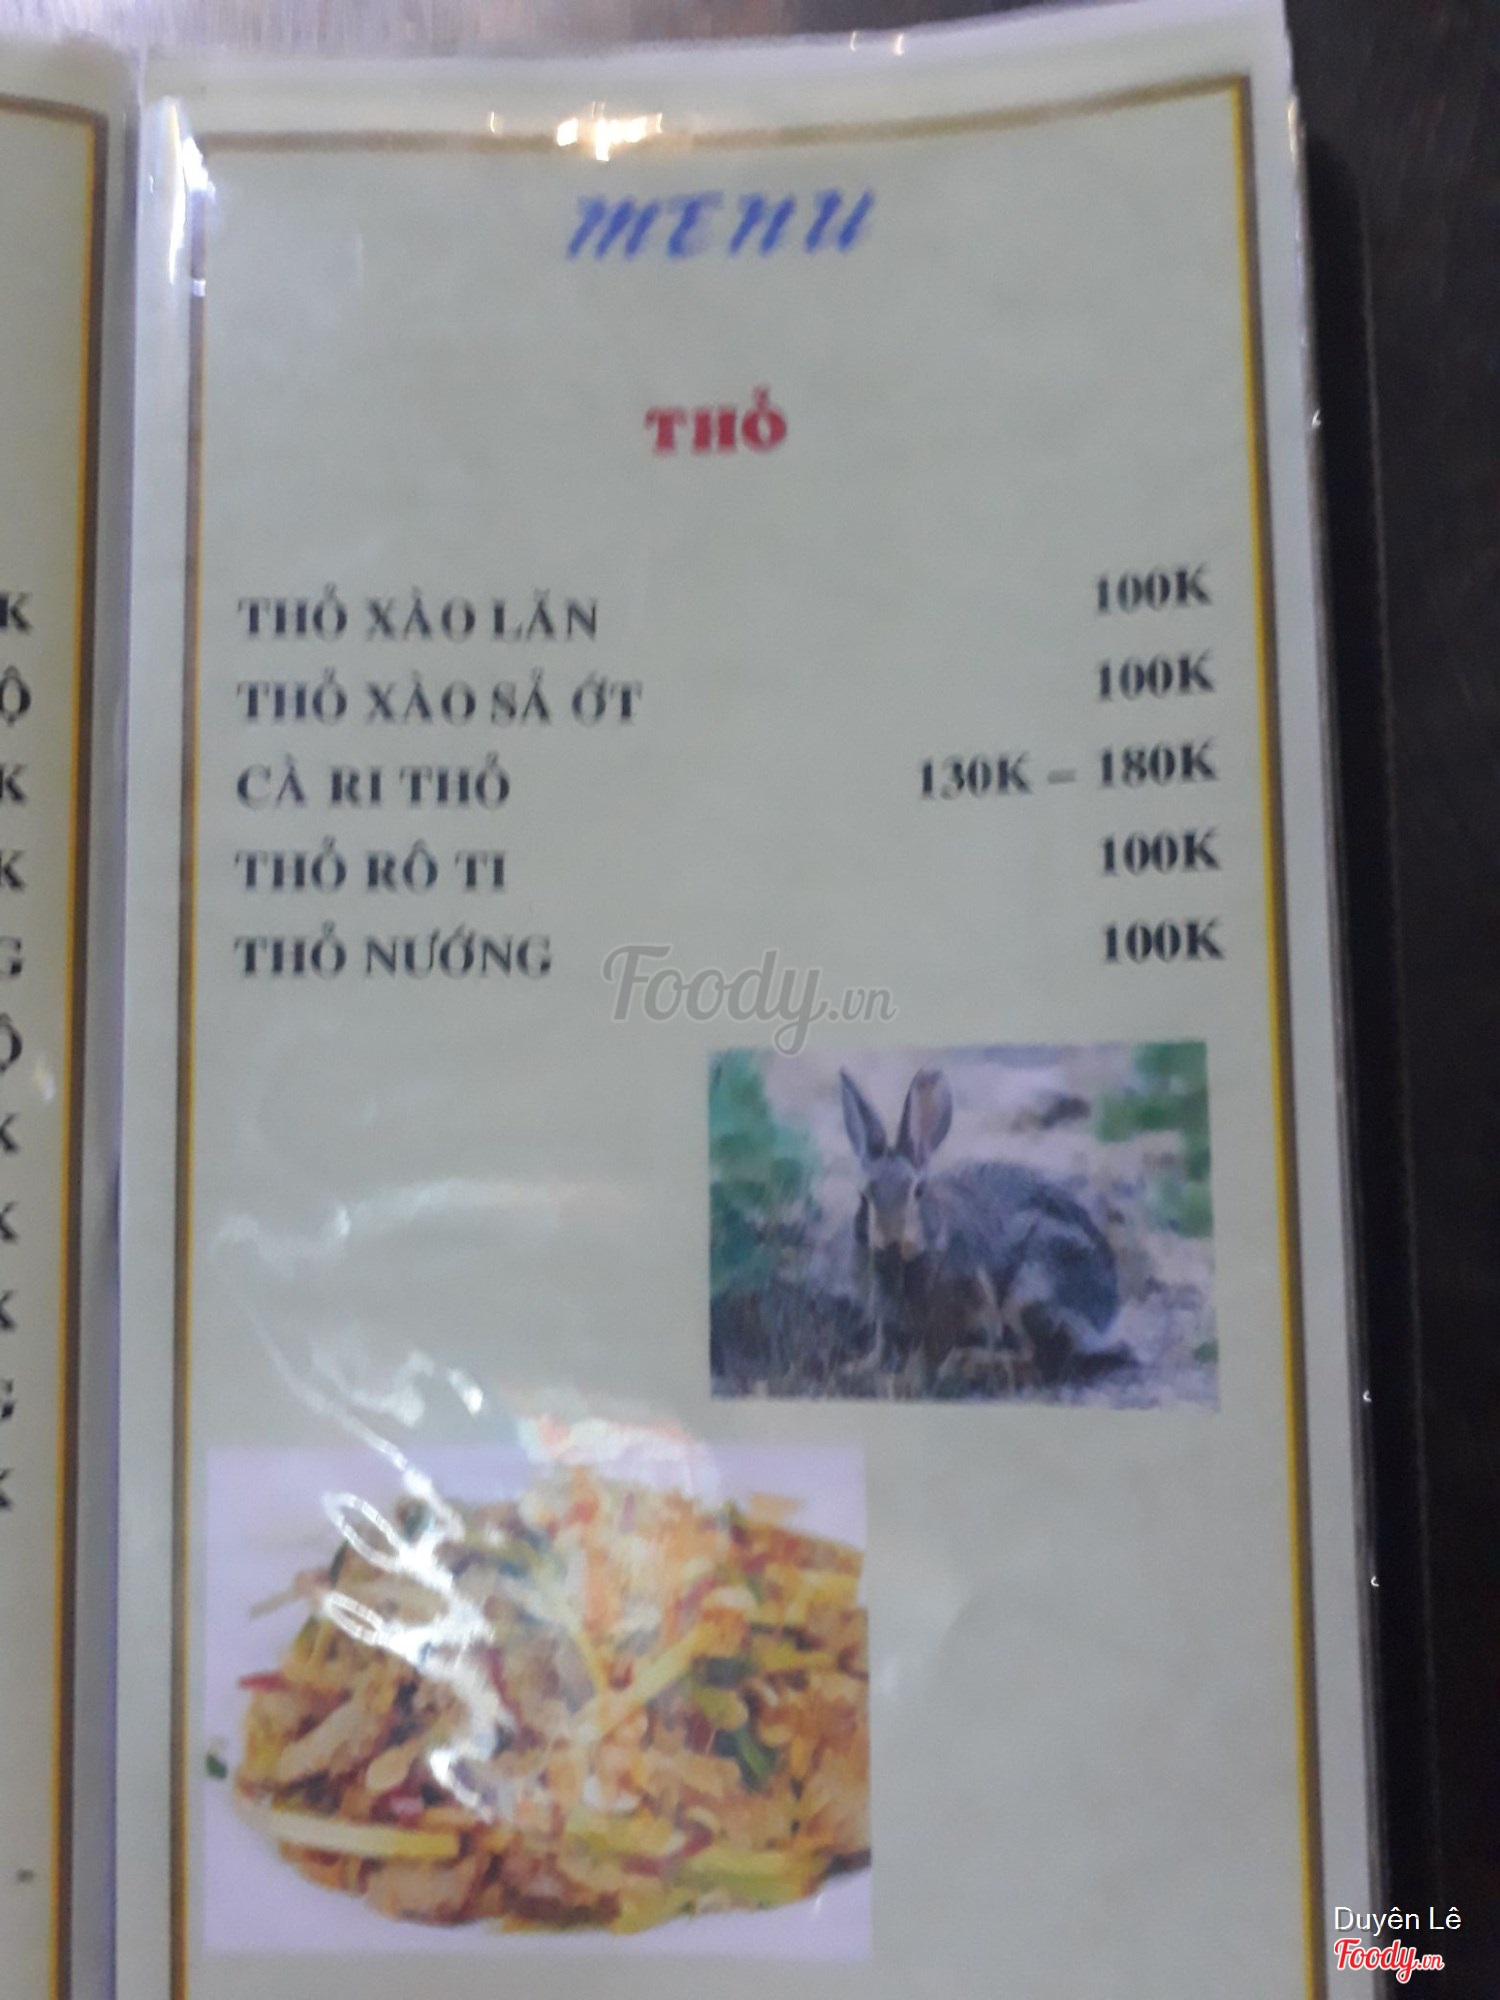 MENU
THỎ
THỎ XÀO LĂN 100K
THỎ XÀO SẢ ỚT 100K
CÀ RI THỎ 130K – 180K
THỎ RÔ TI 100K
THỎ NƯỚNG 100K
Foody.vn
K
Ộ
K
K
G
Ộ
K
K
K
G
K
Duyên Lê
Foody.vn